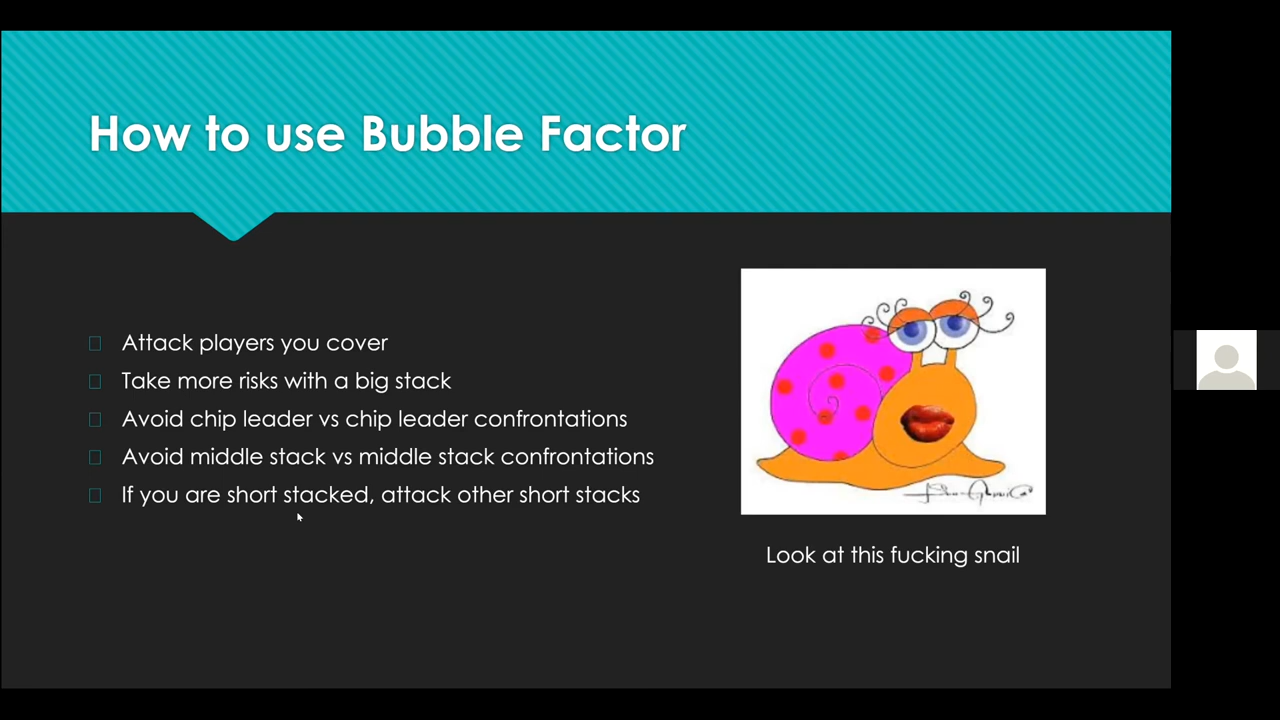 How to use Bubble Factor
Attack players you cover
Take more risks with a big stack
Avoid chip leader vs chip leader confrontations
Avoid middle stack vs middle stack confrontations
If you are short stacked, attack other short stacks
Look at this fucking snail